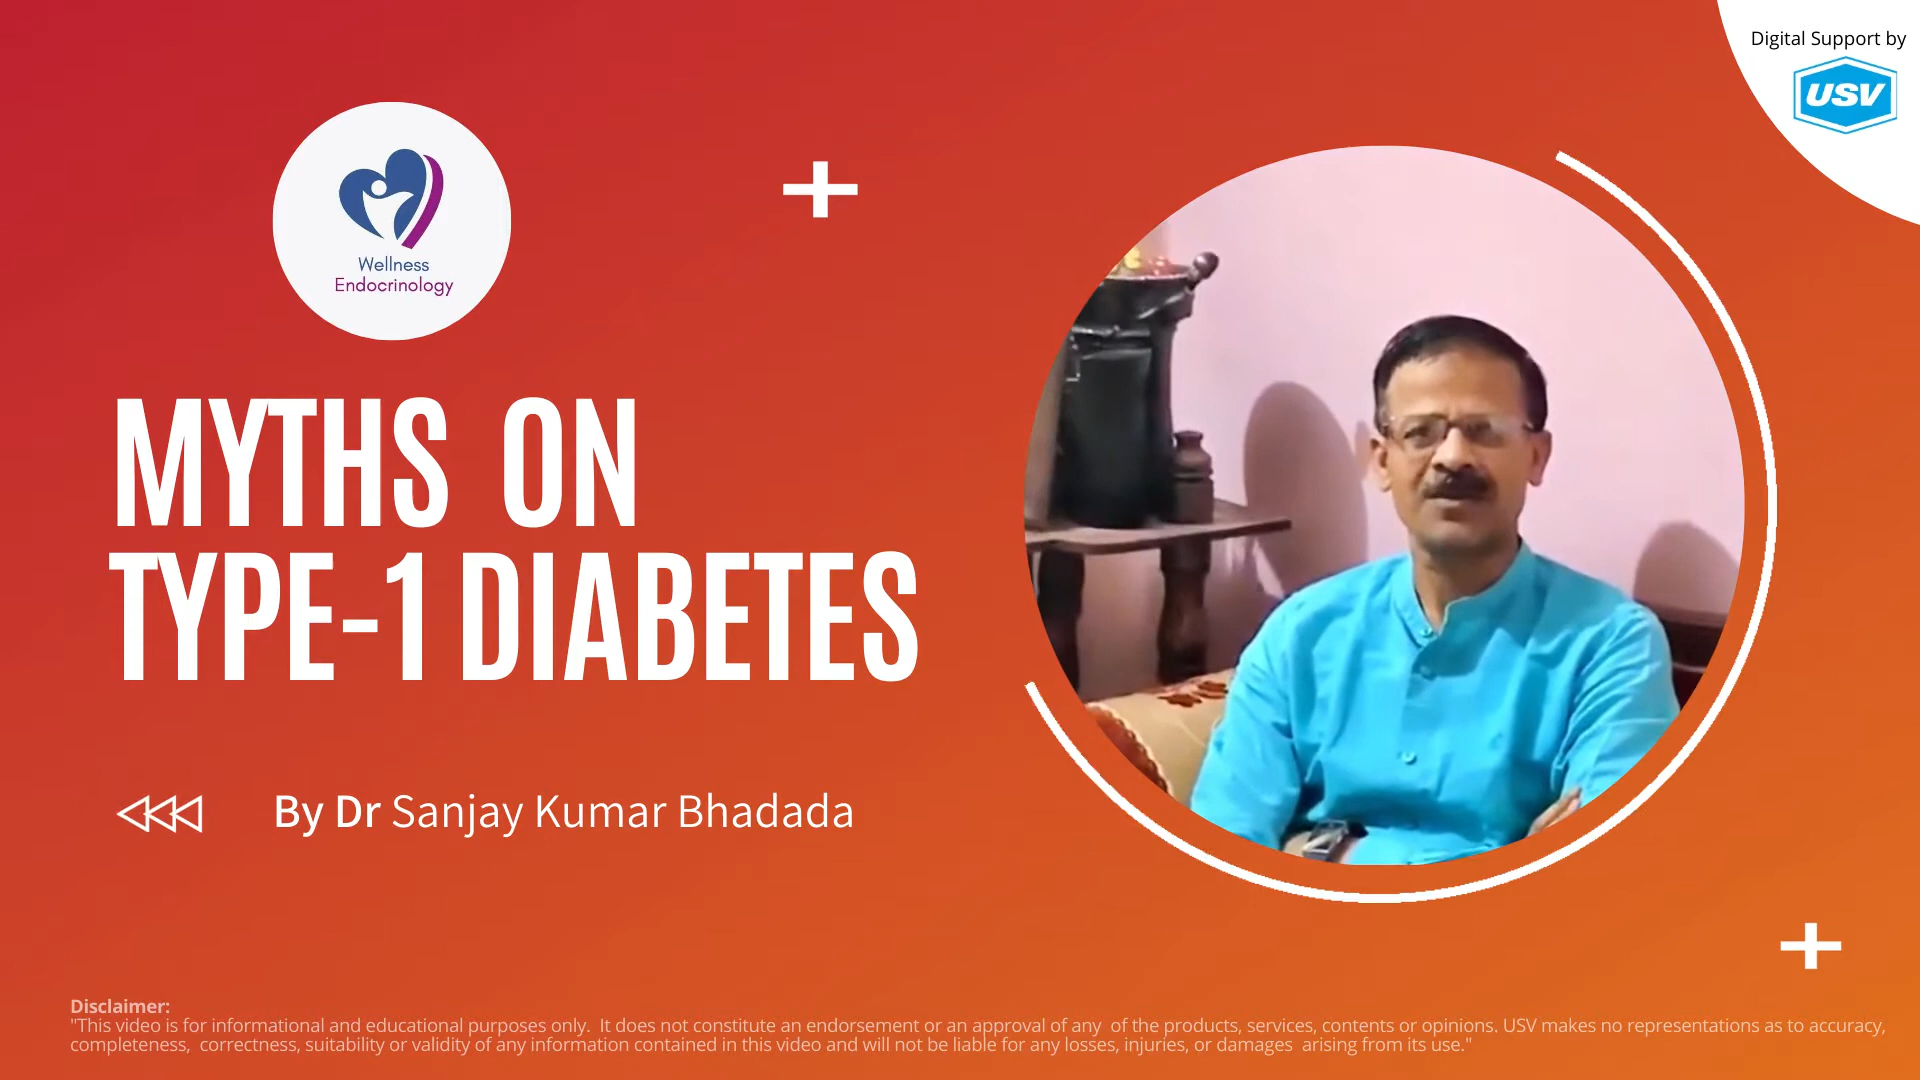 Digital Support by
USV
Wellness
Endocrinology
MYTHS ON
TYPE-1 DIABETES
By Dr Sanjay Kumar Bhadada
Disclaimer:
"This video is for informational and educational purposes only. It does not constitute an endorsement or an approval of any of the products, services, contents or opinions. USV makes no representations as to accuracy,
completeness, correctness, suitability or validity of any information contained in this video and will not be liable for any losses, injuries, or damages arising from its use."